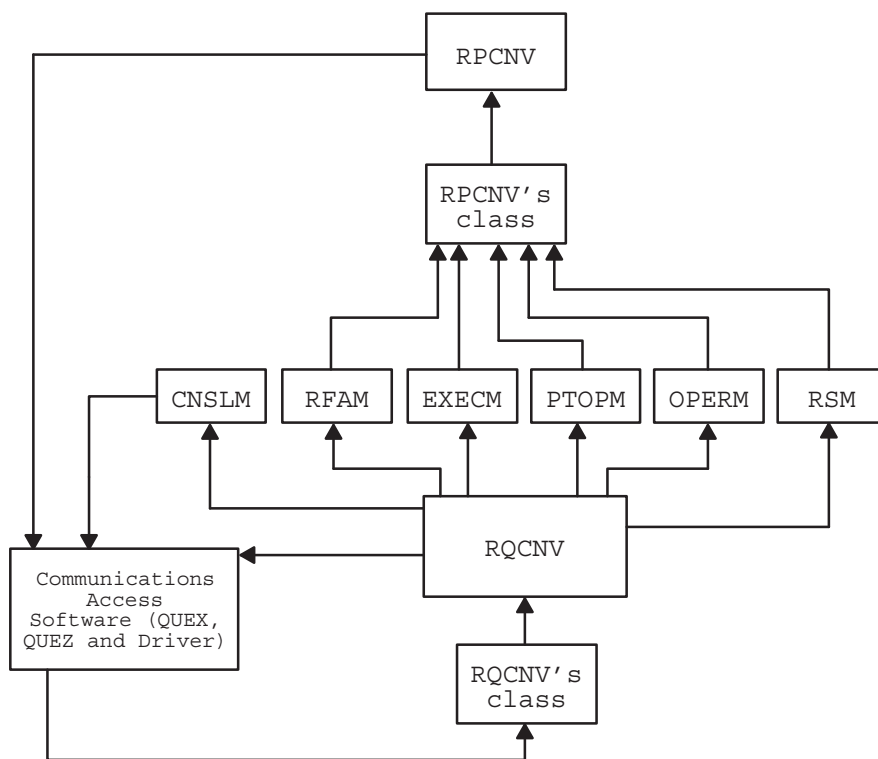 RPCNV
RPCNV's
class
CNSLM
RFAM
EXECM
PTOPM
OPERM
RSM
RQCNV
Communications
Access
Software (QUEX,
QUEZ and Driver)
RQCNV's
class